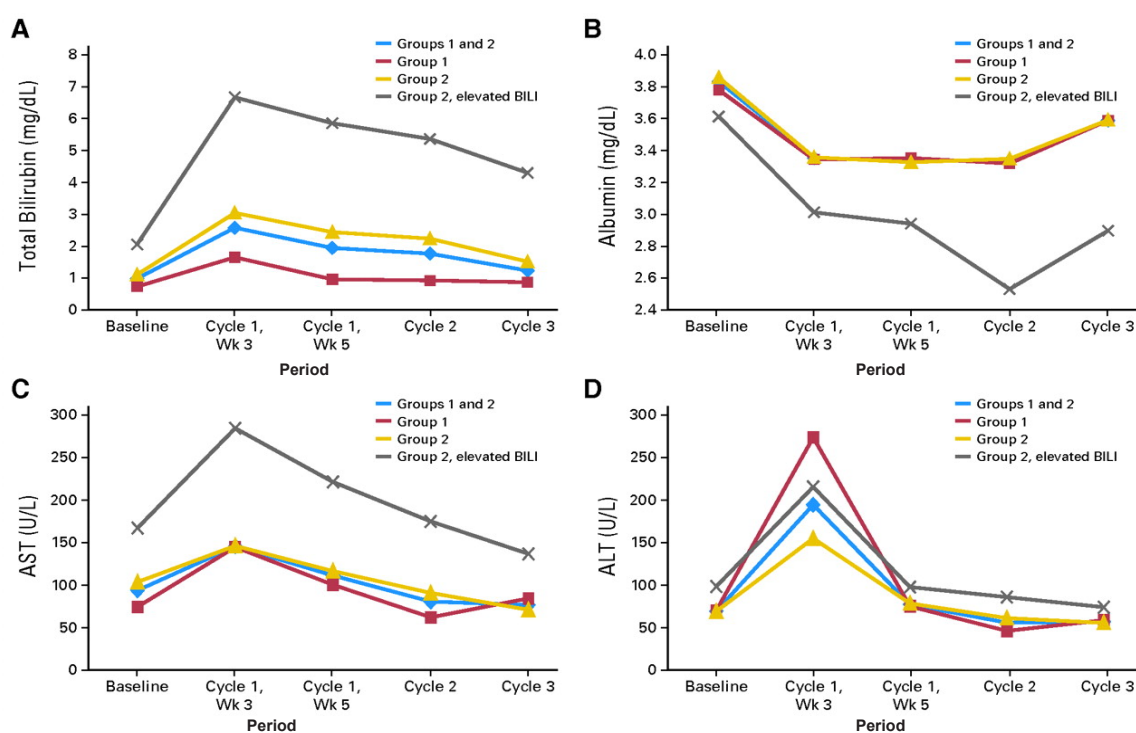 A
Total Bilirubin (mg/dL)
8
7
6
5
4
3
2
1
0
Groups 1 and 2
Group 1
Group 2
Group 2, elevated BILI
Baseline
Cycle 1,
Wk 3
Cycle 1,
Wk 5
Cycle 2
Cycle 3
Period
B
Albumin (mg/dL)
4.0
3.8
3.6
3.4
3.2
3.0
2.8
2.6
2.4
Groups 1 and 2
Group 1
Group 2
Group 2, elevated BILI
Baseline
Cycle 1,
Wk 3
Cycle 1,
Wk 5
Cycle 2
Cycle 3
Period
C
AST (U/L)
300
250
200
150
100
50
0
Groups 1 and 2
Group 1
Group 2
Group 2, elevated BILI
Baseline
Cycle 1,
Wk 3
Cycle 1,
Wk 5
Cycle 2
Cycle 3
Period
D
ALT (U/L)
300
250
200
150
100
50
0
Groups 1 and 2
Group 1
Group 2
Group 2, elevated BILI
Baseline
Cycle 1,
Wk 3
Cycle 1,
Wk 5
Cycle 2
Cycle 3
Period